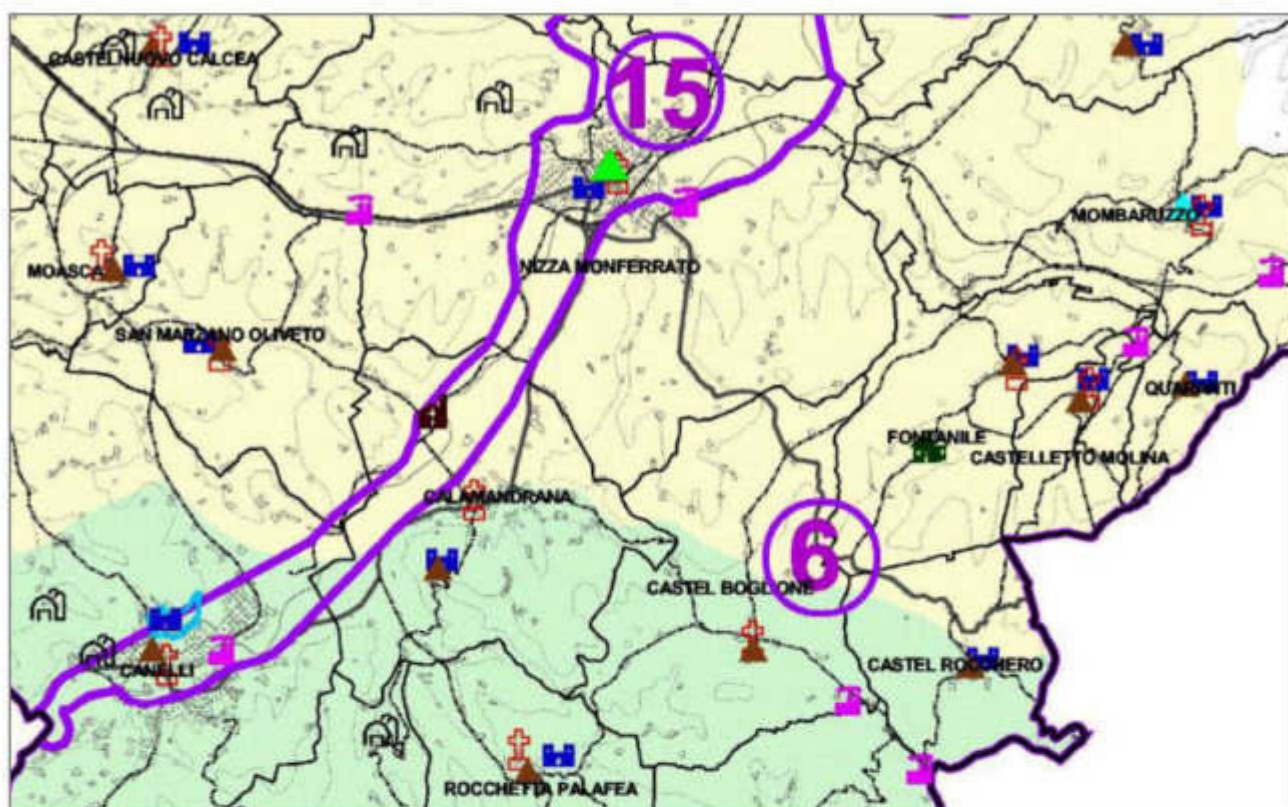 CASTELNUOVO CALCEA
15
MOMBARUZZO
NIZZA MONFERRATO
MOASCA
SAN MARZANO OLIVETO
QUARANTI
FONTANILE
CASTELLETTO MOLINA
CALAMANDRANA
6
CASTEL BOGLIONE
CANELLI
CASTEL ROCCHERO
ROCCHETTA PALAFEA